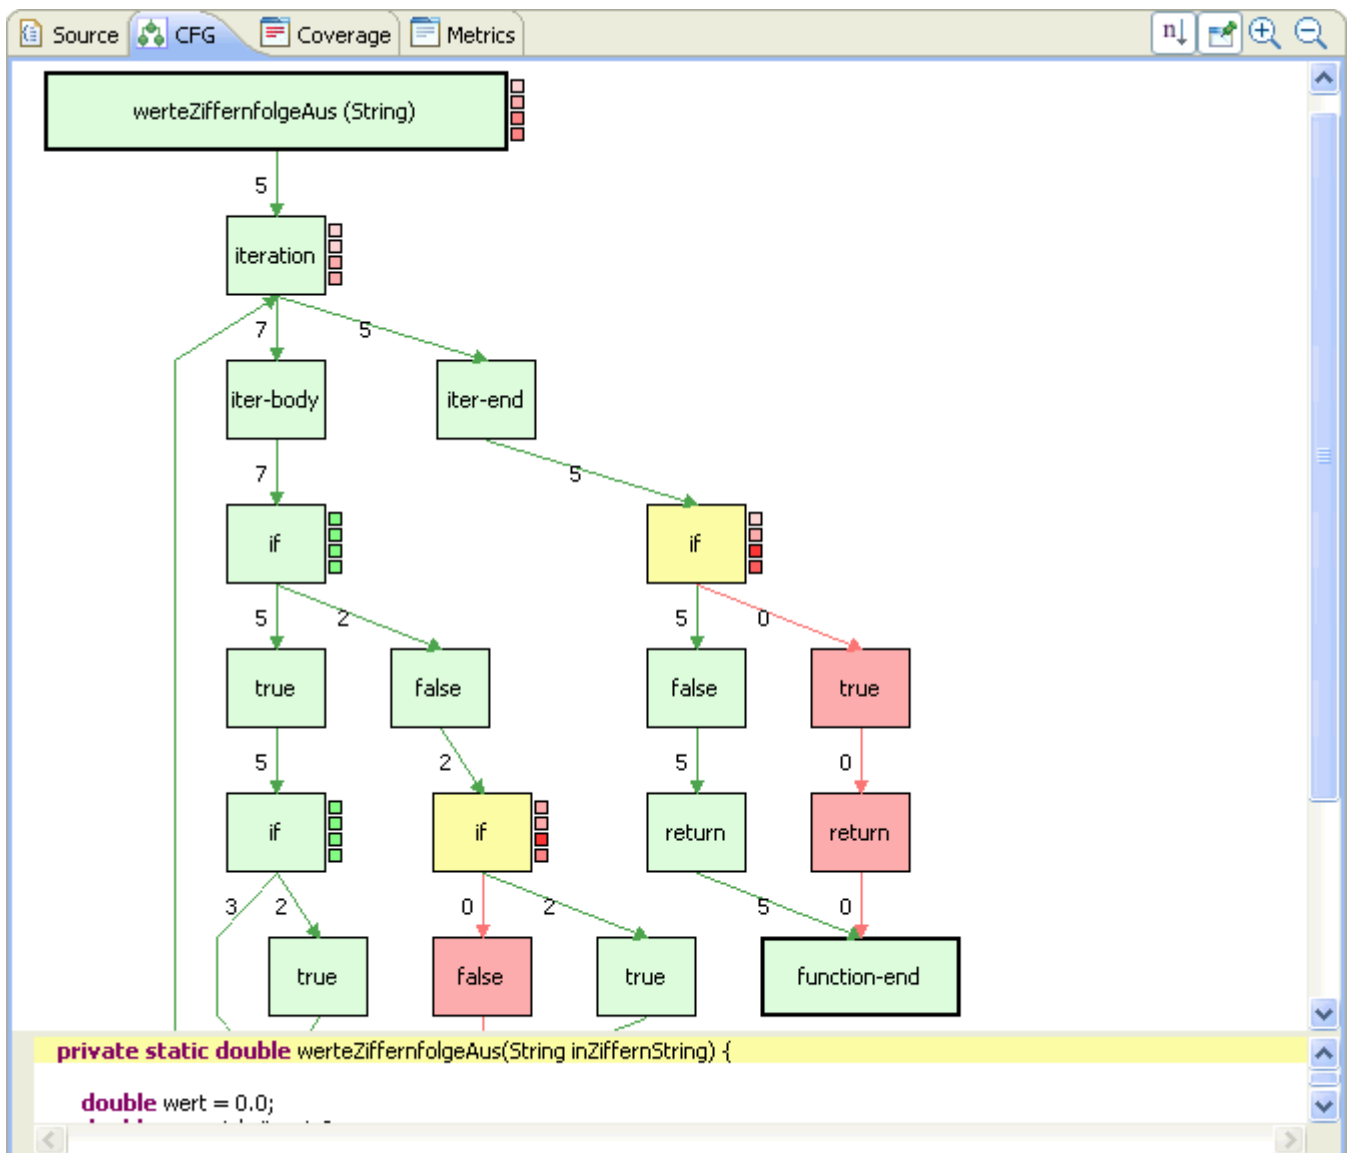 Source CFG Coverage Metrics n
werteZiffernfolgeAus (String)
5
iteration
7 5
iter-body iter-end
7 5
if if
5 2 5 0
true false false true
5 2 5 0
if if return return
3 2 0 2 5 0
true false true function-end
private static double werteZiffernfolgeAus(String inZiffernString) {
double wert = 0.0;